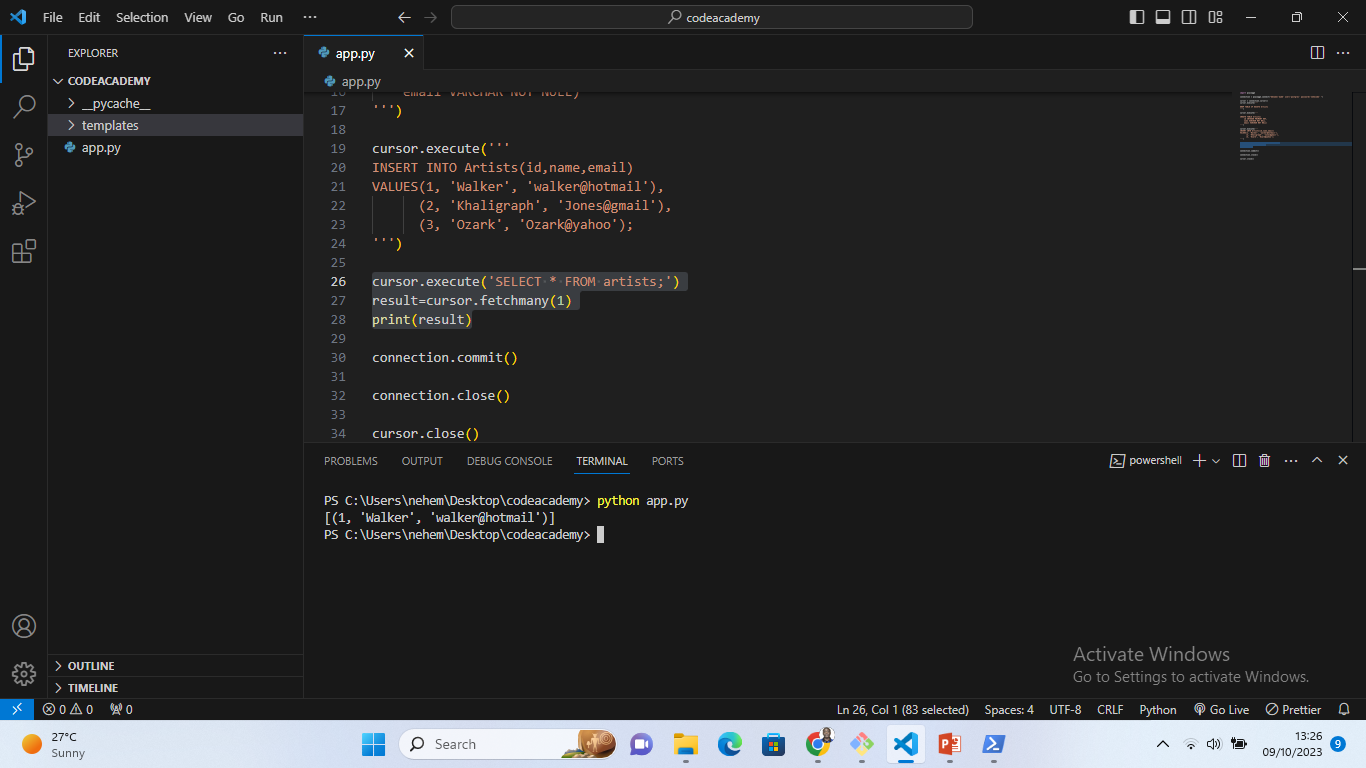 File Edit Selection View Go Run ···
codeacademy
EXPLORER
CODEACADEMY
__pycache__
templates
app.py
OUTLINE
TIMELINE
app.py
app.py
16 email VARCHAR NOT NULL)
17 ''')
18
19 cursor.execute('''
20 INSERT INTO Artists(id,name,email)
21 VALUES(1, 'Walker', 'walker@hotmail'),
22 (2, 'Khaligraph', 'Jones@gmail'),
23 (3, 'Ozark', 'Ozark@yahoo');
24 ''')
25
26 cursor.execute('SELECT * FROM artists;')
27 result=cursor.fetchmany(1)
28 print(result)
29
30 connection.commit()
31
32 connection.close()
33
34 cursor.close()
PROBLEMS OUTPUT DEBUG CONSOLE TERMINAL PORTS
powershell
PS C:\Users\nehem\Desktop\codeacademy> python app.py
[(1, 'Walker', 'walker@hotmail')]
PS C:\Users\nehem\Desktop\codeacademy>
Activate Windows
Go to Settings to activate Windows.
0 0 0 Ln 26, Col 1 (83 selected) Spaces: 4 UTF-8 CRLF Python Go Live Prettier
27°C
Sunny
Search
13:26
09/10/2023
9